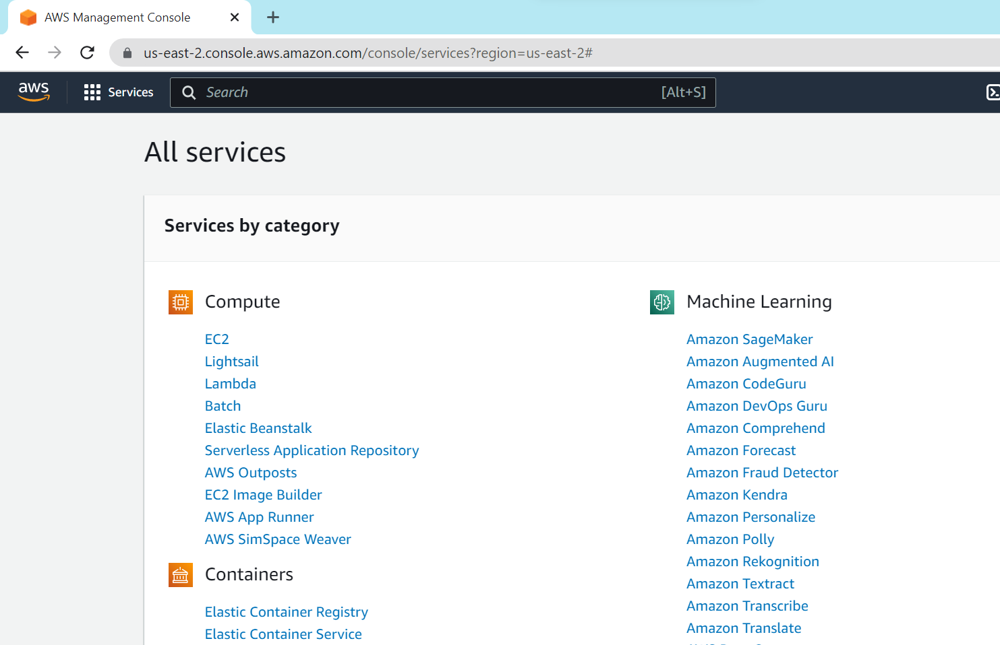 AWS Management Console
us-east-2.console.aws.amazon.com/console/services?region=us-east-2#
aws
Services
Search
[Alt+S]
All services
Services by category
Compute
EC2
Lightsail
Lambda
Batch
Elastic Beanstalk
Serverless Application Repository
AWS Outposts
EC2 Image Builder
AWS App Runner
AWS SimSpace Weaver
Containers
Elastic Container Registry
Elastic Container Service
Machine Learning
Amazon SageMaker
Amazon Augmented AI
Amazon CodeGuru
Amazon DevOps Guru
Amazon Comprehend
Amazon Forecast
Amazon Fraud Detector
Amazon Kendra
Amazon Personalize
Amazon Polly
Amazon Rekognition
Amazon Textract
Amazon Transcribe
Amazon Translate